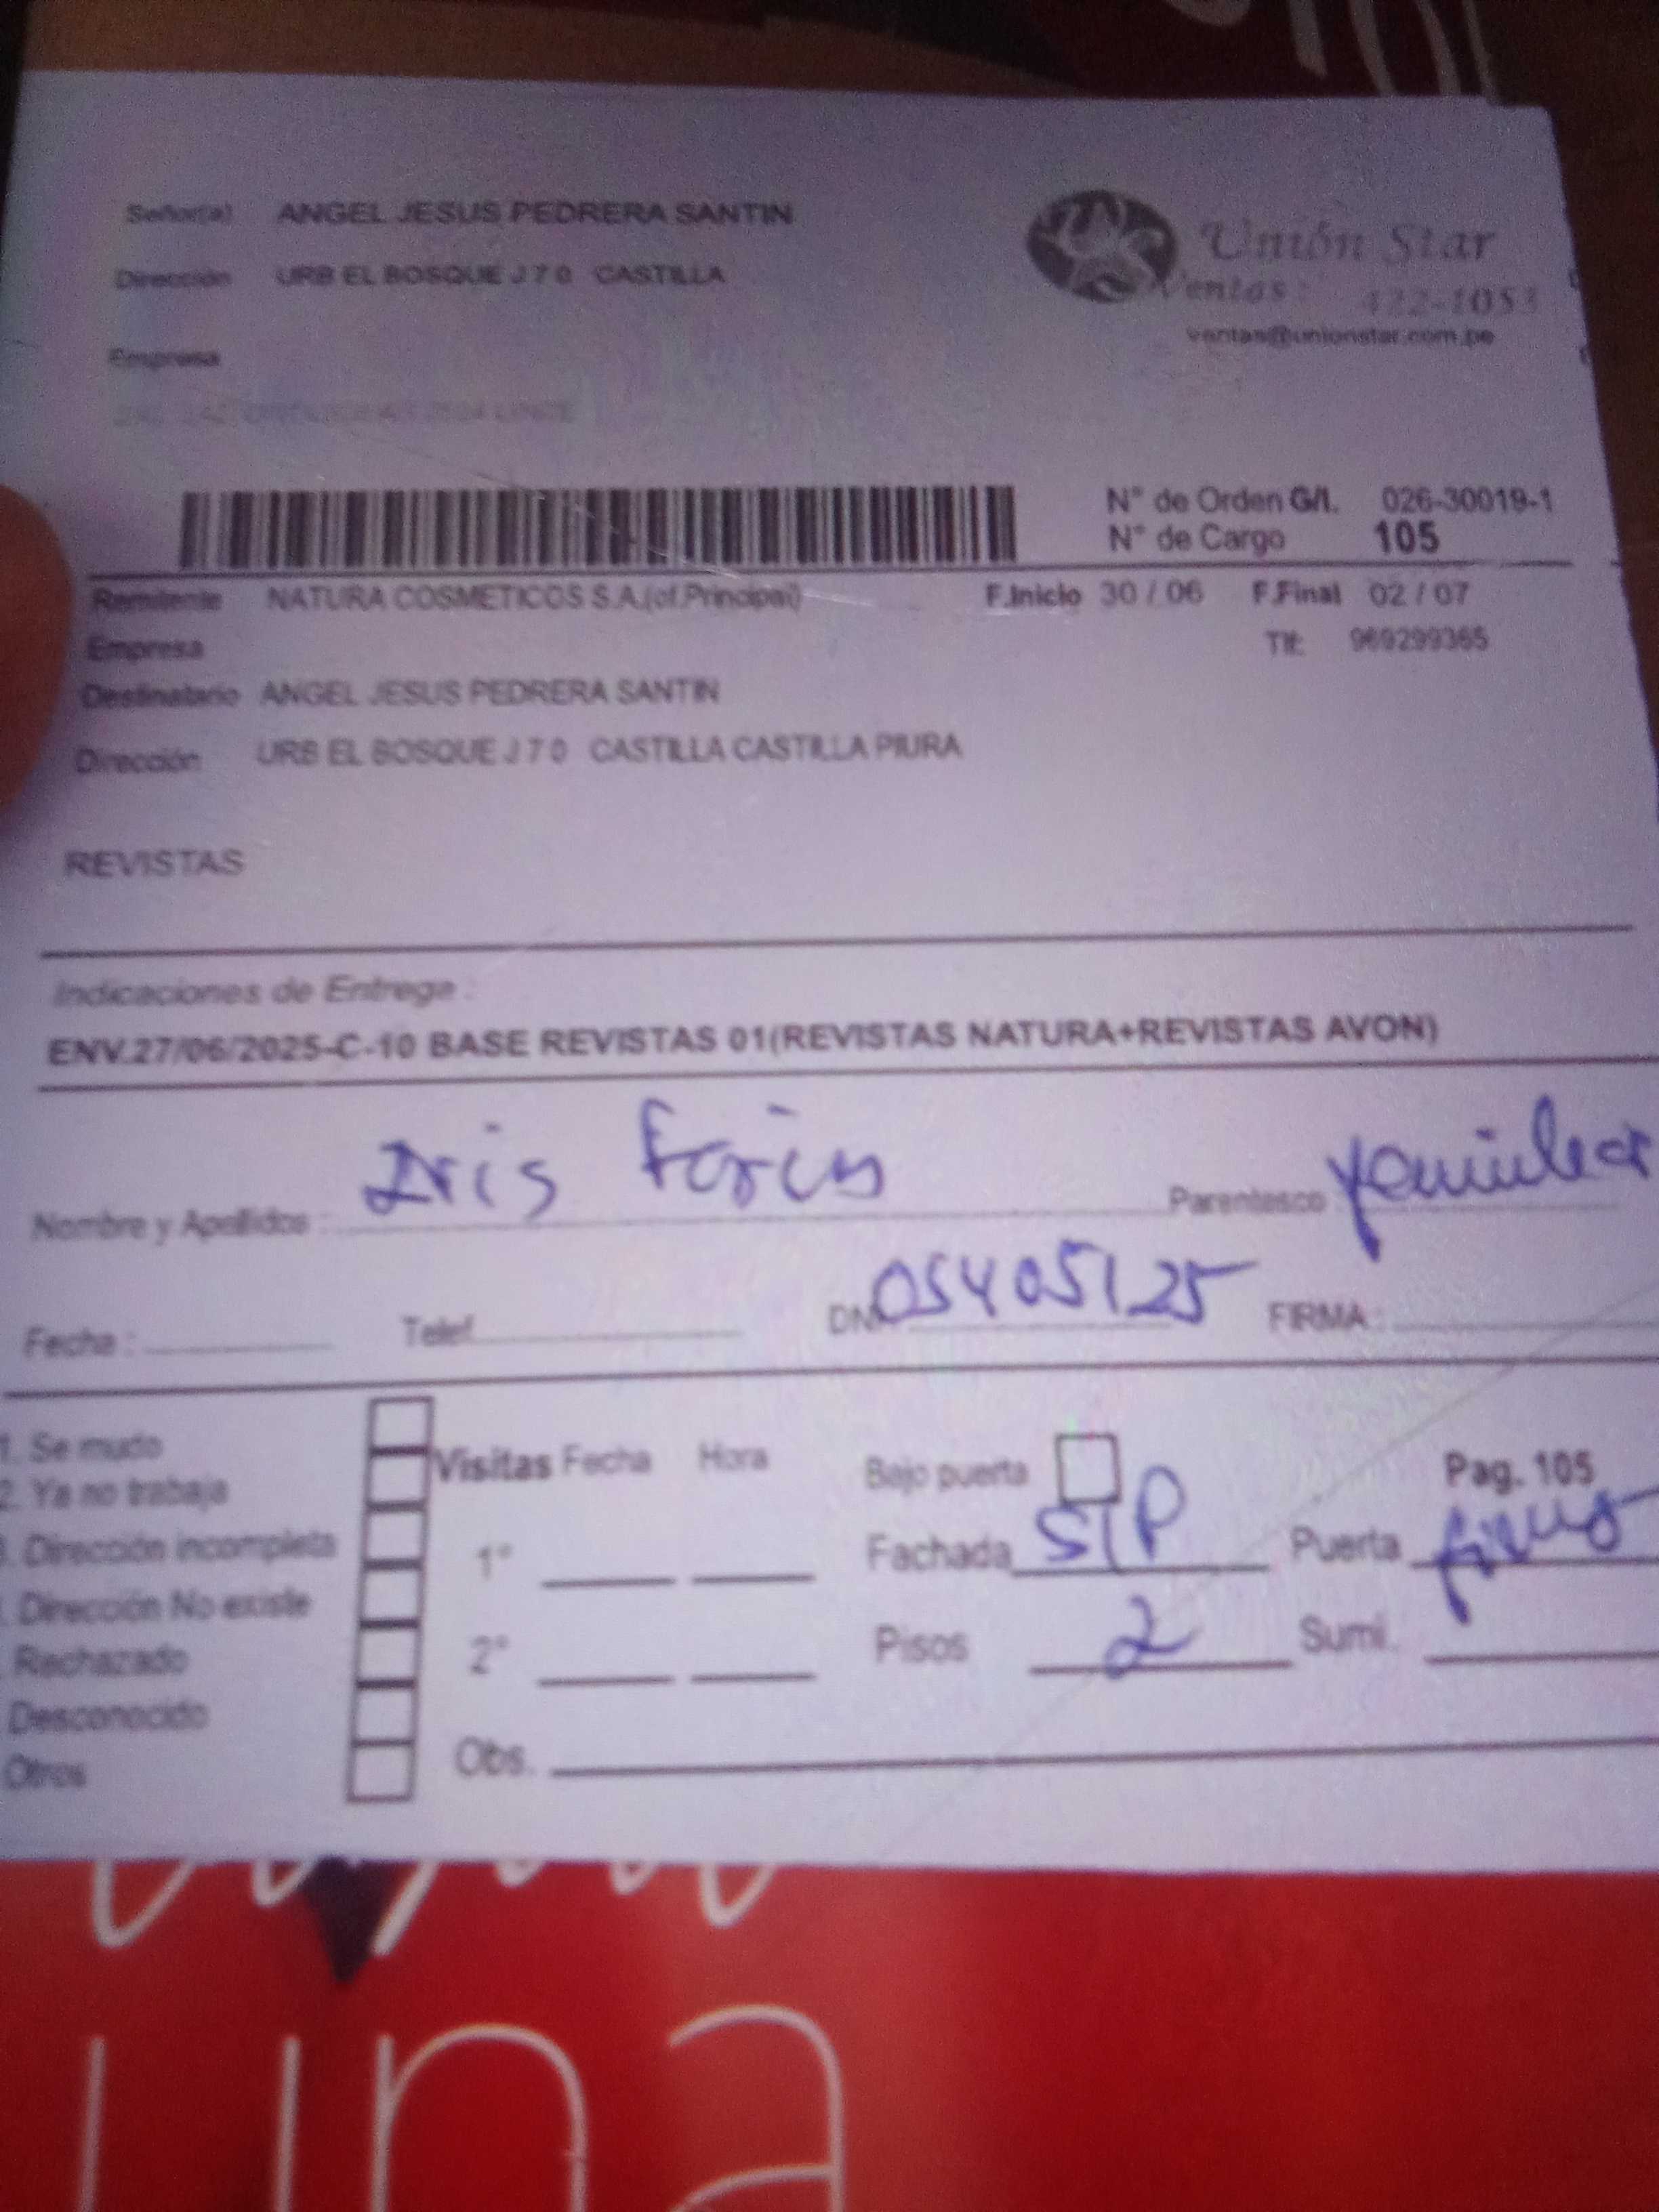 Señor(a) ANGEL JESUS PEDRERA SANTIN
Dirección URB EL BOSQUE J 7 0 CASTILLA
Empresa
Unión Star
Ventas: 422-1053
ventas@unionstar.com.pe
N° de Orden G/I. 026-30019-1
N° de Cargo 105
Remitente NATURA COSMETICOS S.A.(of.Principal) F.Inicio 30 / 06 F.Final 02 / 07
Empresa Tlf: 969299365
Destinatario ANGEL JESUS PEDRERA SANTIN
Dirección URB EL BOSQUE J 7 0 CASTILLA CASTILLA PIURA
REVISTAS
Indicaciones de Entrega :
ENV.27/06/2025-C-10 BASE REVISTAS 01(REVISTAS NATURA+REVISTAS AVON)
Nombre y Apellidos : Iris Parentesco
Fecha : Telef. DNI 05405125 FIRMA :
1. Se mudo
2. Ya no trabaja
. Dirección incompleta
. Dirección No existe
Rechazado
Desconocido
Otros
Visitas Fecha Hora
1°
2°
Obs.
Bajo puerta Pag. 105
Fachada S/P Puerta
Pisos 2 Sumi.
una